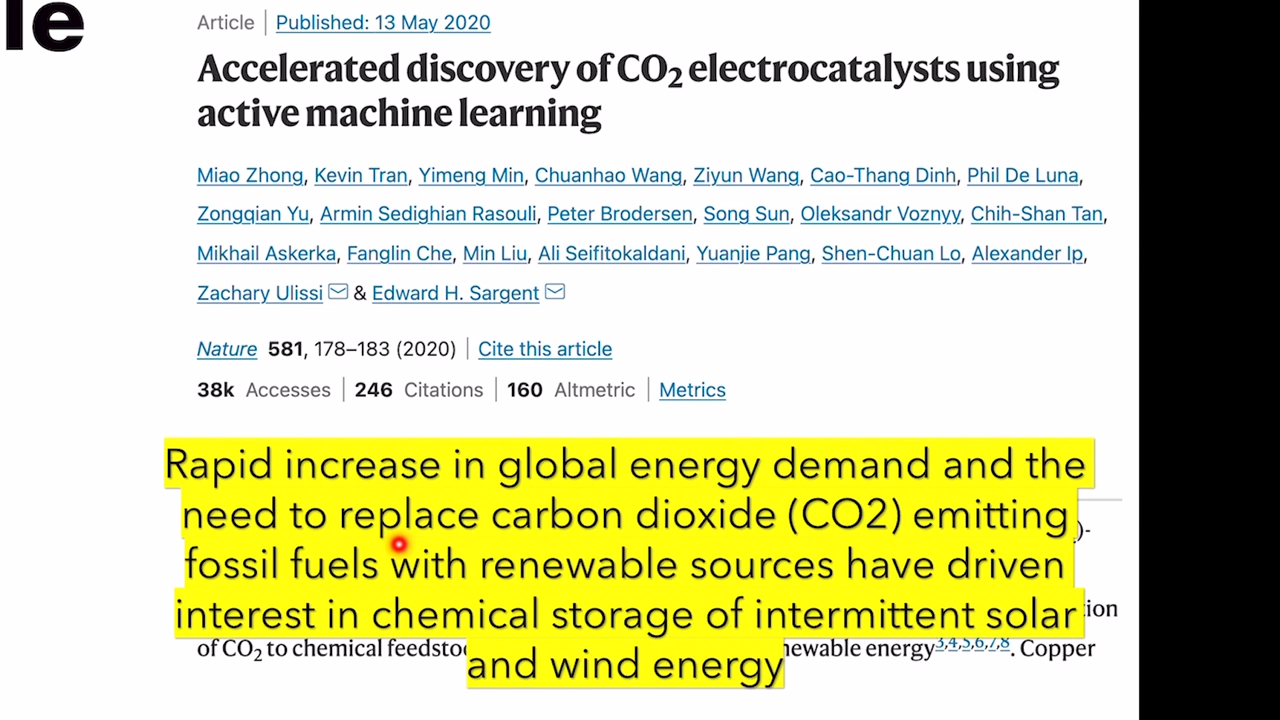 le
Article | Published: 13 May 2020
Accelerated discovery of CO2 electrocatalysts using
active machine learning
Miao Zhong, Kevin Tran, Yimeng Min, Chuanhao Wang, Ziyun Wang, Cao-Thang Dinh, Phil De Luna,
Zongqian Yu, Armin Sedighian Rasouli, Peter Brodersen, Song Sun, Oleksandr Voznyy, Chih-Shan Tan,
Mikhail Askerka, Fanglin Che, Min Liu, Ali Seifitokaldani, Yuanjie Pang, Shen-Chuan Lo, Alexander Ip,
Zachary Ulissi & Edward H. Sargent
Nature 581, 178–183 (2020) | Cite this article
38k Accesses | 246 Citations | 160 Altmetric | Metrics
Rapid increase in global energy demand and the
need to replace carbon dioxide (CO2) emitting
fossil fuels with renewable sources have driven
interest in chemical storage of intermittent solar
and wind energy
)-
tion
of CO2 to chemical feedsto
newable energy3,4,5,6,7,8. Copper